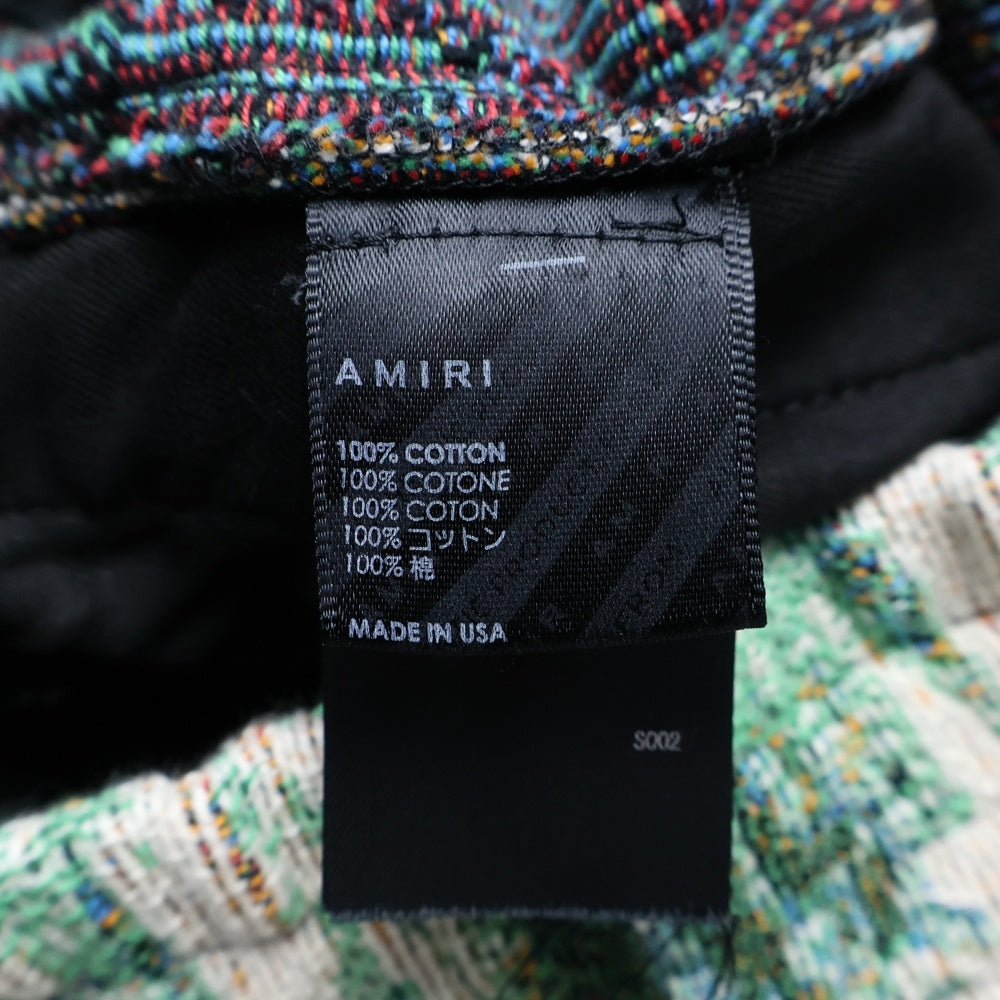 AMIRI
100% COTTON
100% COTONE
100% COTON
100% コットン
100% 棉
MADE IN USA
S002